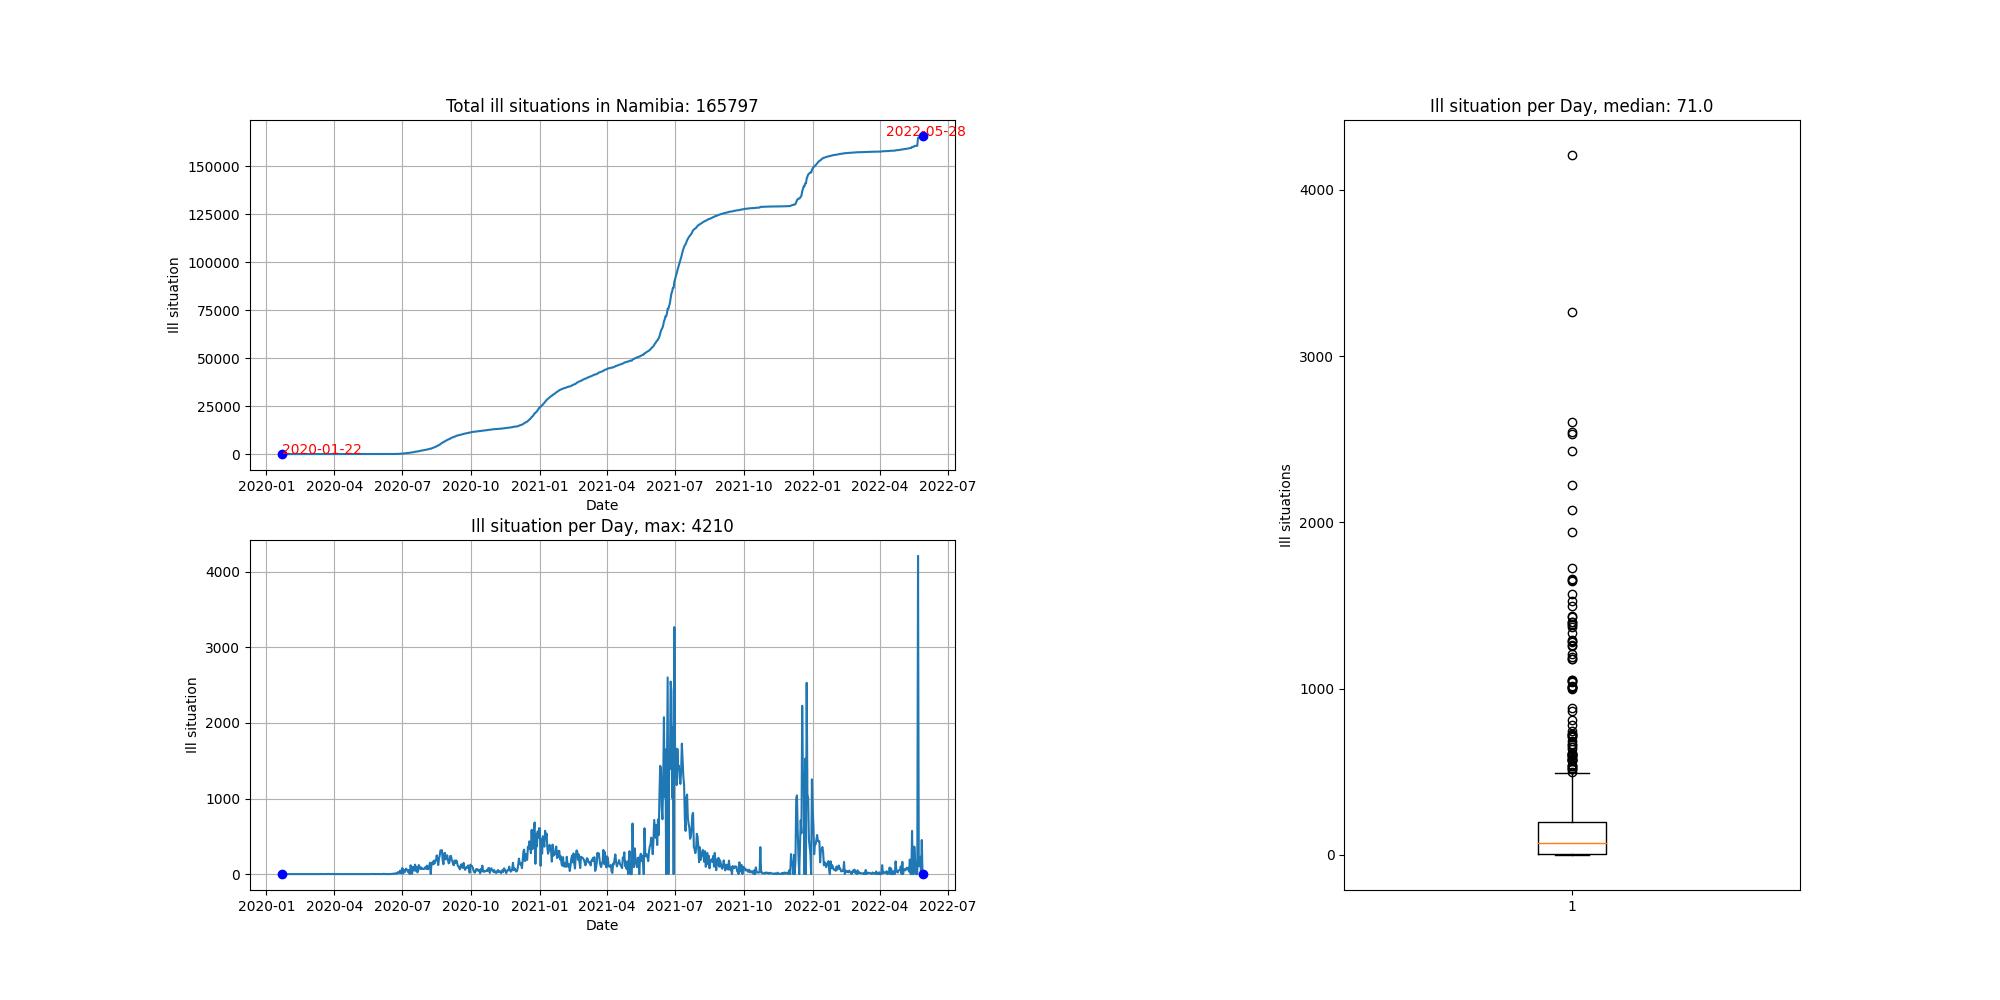 Total ill situations in Namibia: 165797
2022-05-28
150000
125000
100000
75000
50000
25000
0
Ill situation
2020-01-22
2020-01 2020-04 2020-07 2020-10 2021-01 2021-04 2021-07 2021-10 2022-01 2022-04 2022-07
Date
Ill situation per Day, max: 4210
4000
3000
2000
1000
0
Ill situation
2020-01 2020-04 2020-07 2020-10 2021-01 2021-04 2021-07 2021-10 2022-01 2022-04 2022-07
Date
Ill situation per Day, median: 71.0
4000
3000
2000
1000
0
Ill situations
1